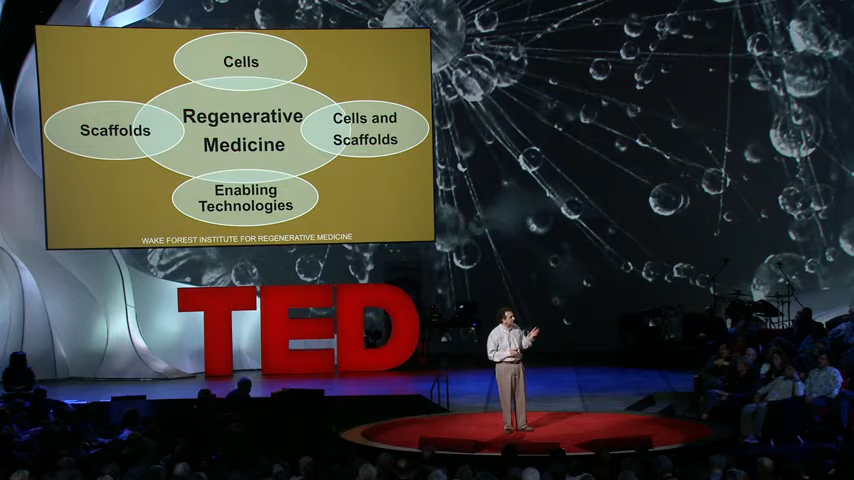 Cells
Regenerative
Medicine
Scaffolds
Cells and
Scaffolds
Enabling
Technologies
WAKE FOREST INSTITUTE FOR REGENERATIVE MEDICINE
TED